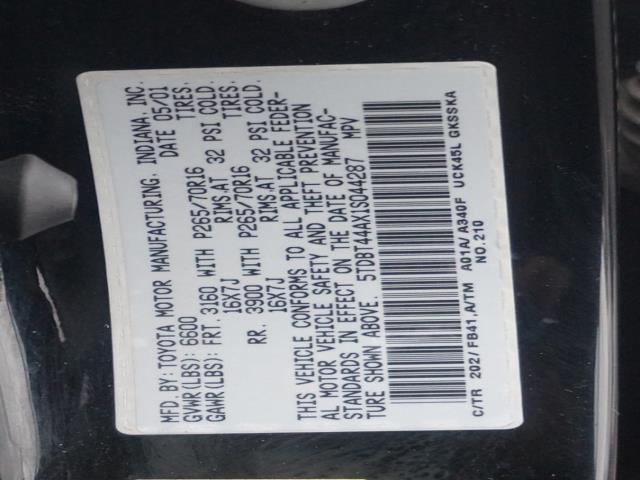 MFD. BY: TOYOTA MOTOR MANUFACTURING, INDIANA, INC.
GVWR(LBS): 6600 DATE 05/01
GAWR(LBS): FRT. 3160 WITH P265/70R16 TIRES,
16X7J RIMS,AT 32 PSI COLD.
RR. 3900 WITH P265/70R16 TIRES,
16X7J RIMS,AT 32 PSI COLD.
THIS VEHICLE CONFORMS TO ALL APPLICABLE FEDER-
AL MOTOR VEHICLE SAFETY AND THEFT PREVENTION
STANDARDS IN EFFECT ON THE DATE OF MANUFAC-
TURE SHOWN ABOVE. 5TDBT44AX1S044287 MPV
C/TR 202/FB41,A/TM A01A/A340F UCK45L GKSSKA
NO.210